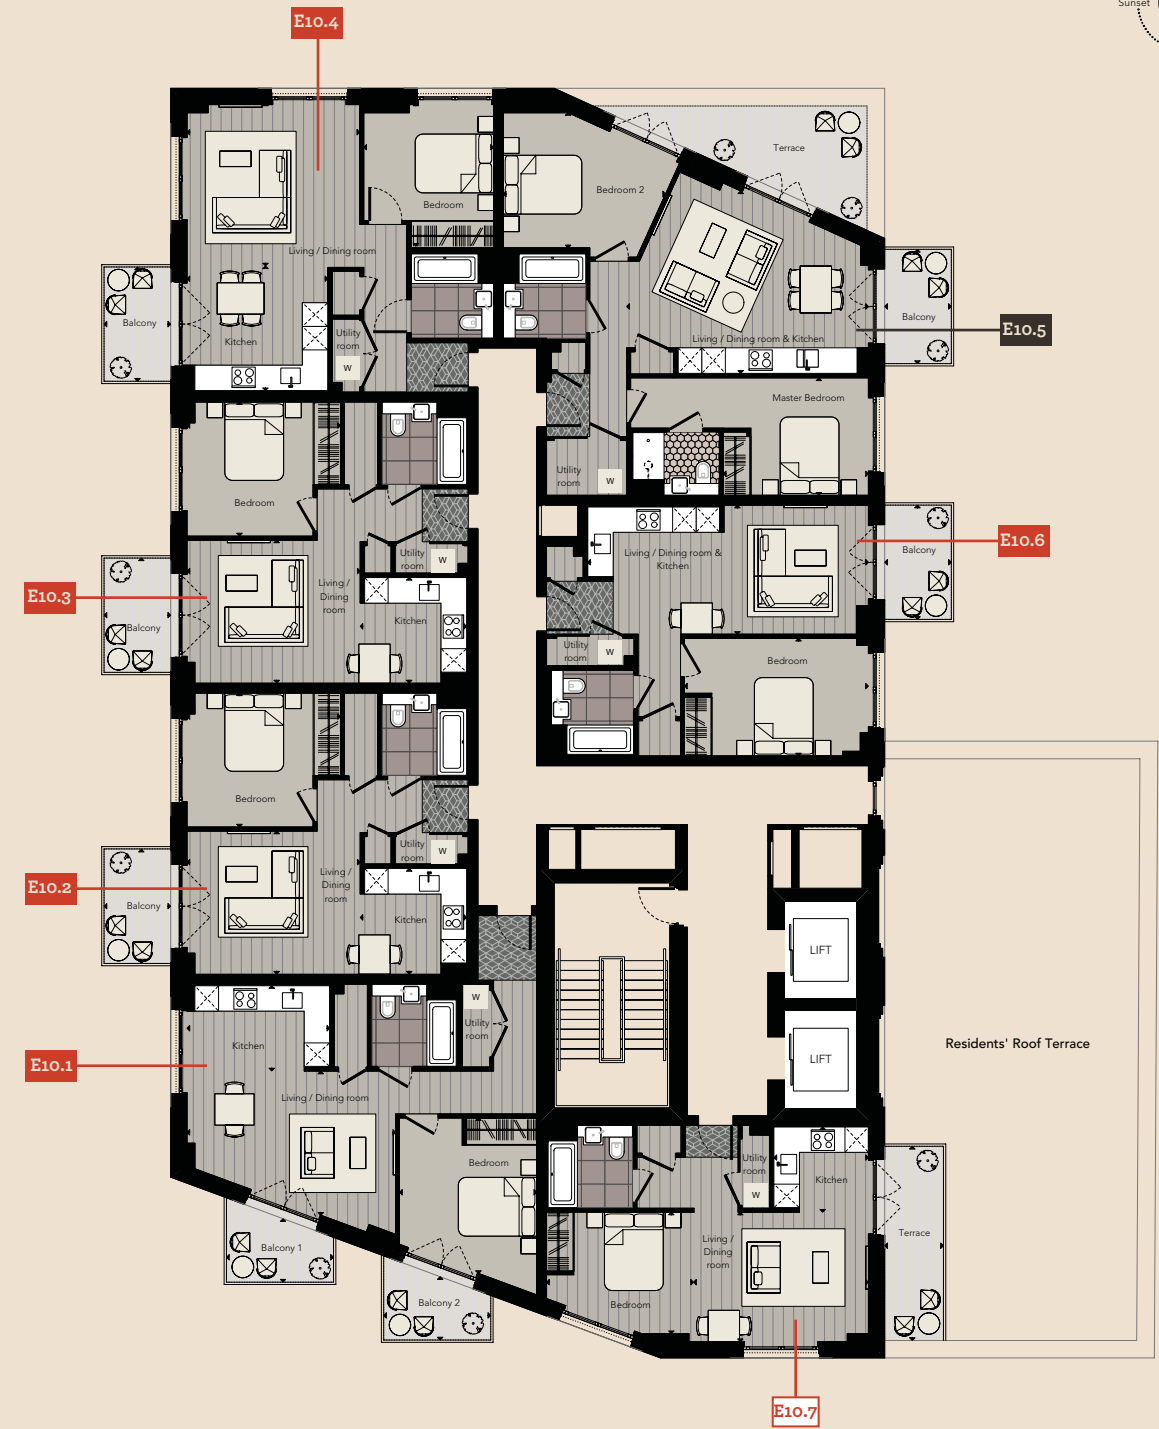 Sunset
E10.4
Terrace
Bedroom 2
Bedroom
Living / Dining room
Balcony
Kitchen
Utility
room
W
Living / Dining room & Kitchen
Balcony
E10.5
Master Bedroom
Utility
room
W
Bedroom
Utility
room
W
Living /
Dining
room
Kitchen
E10.3
Balcony
Living / Dining room &
Kitchen
E10.6
Balcony
Utility
room
W
Bedroom
Bedroom
Utility
room
W
Living /
Dining
room
Kitchen
E10.2
Balcony
LIFT
LIFT
Residents' Roof Terrace
W
Utility
room
Kitchen
E10.1
Living / Dining room
Bedroom
Balcony 1
Balcony 2
Utility
room
W
Kitchen
Living /
Dining
room
Terrace
Bedroom
E10.7